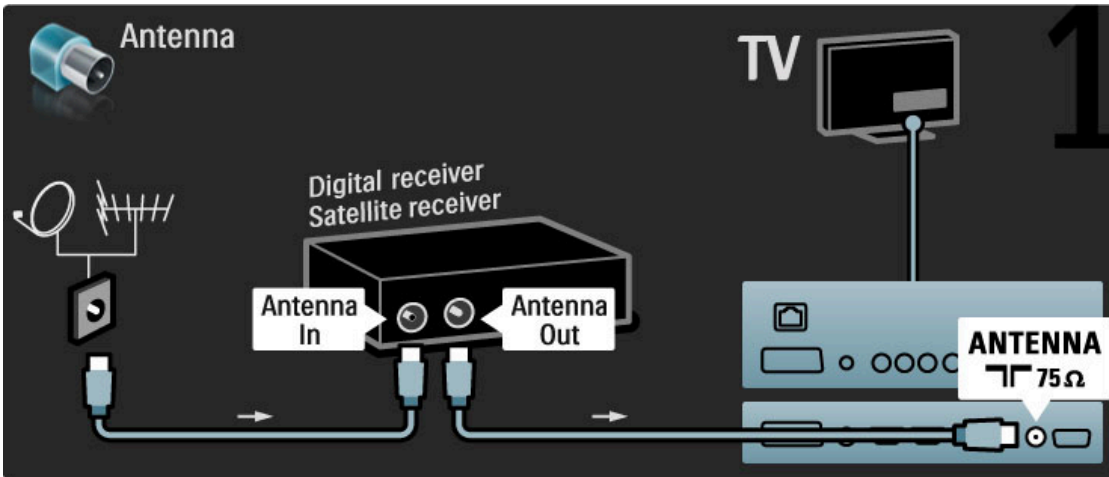 Antenna
TV
1
Digital receiver
Satellite receiver
Antenna
In
Antenna
Out
ANTENNA
75Ω